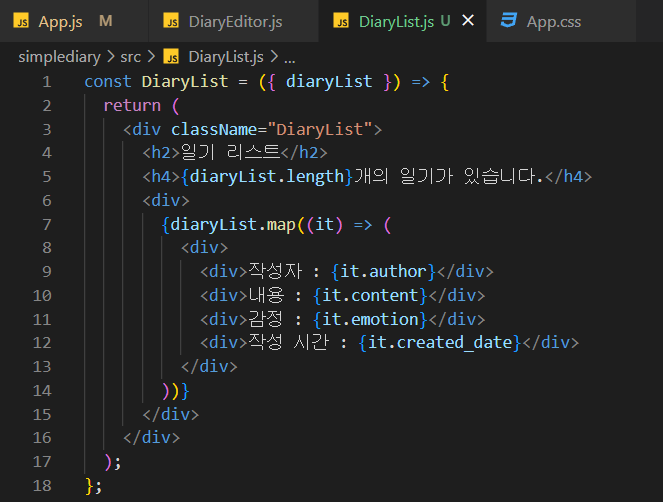 JS App.js M JS DiaryEditor.js JS DiaryList.js U × App.css
simplediary > src > JS DiaryList.js > ...
1 const DiaryList = ({ diaryList }) => {
2   return (
3     <div className="DiaryList">
4       <h2>일기 리스트</h2>
5       <h4>{diaryList.length}개의 일기가 있습니다.</h4>
6       <div>
7         {diaryList.map((it) => (
8           <div>
9             <div>작성자 : {it.author}</div>
10             <div>내용 : {it.content}</div>
11             <div>감정 : {it.emotion}</div>
12             <div>작성 시간 : {it.created_date}</div>
13           </div>
14         ))}
15       </div>
16     </div>
17   );
18 };